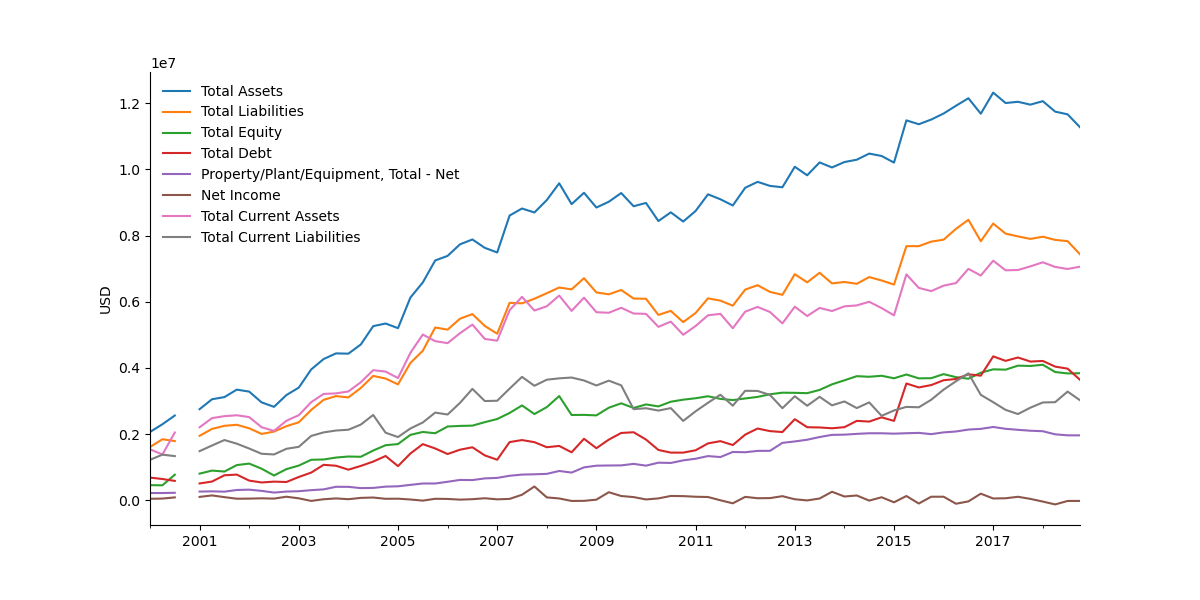 1e7
1.2
1.0
0.8
0.6
0.4
0.2
0.0
USD
Total Assets
Total Liabilities
Total Equity
Total Debt
Property/Plant/Equipment, Total - Net
Net Income
Total Current Assets
Total Current Liabilities
2001 2003 2005 2007 2009 2011 2013 2015 2017